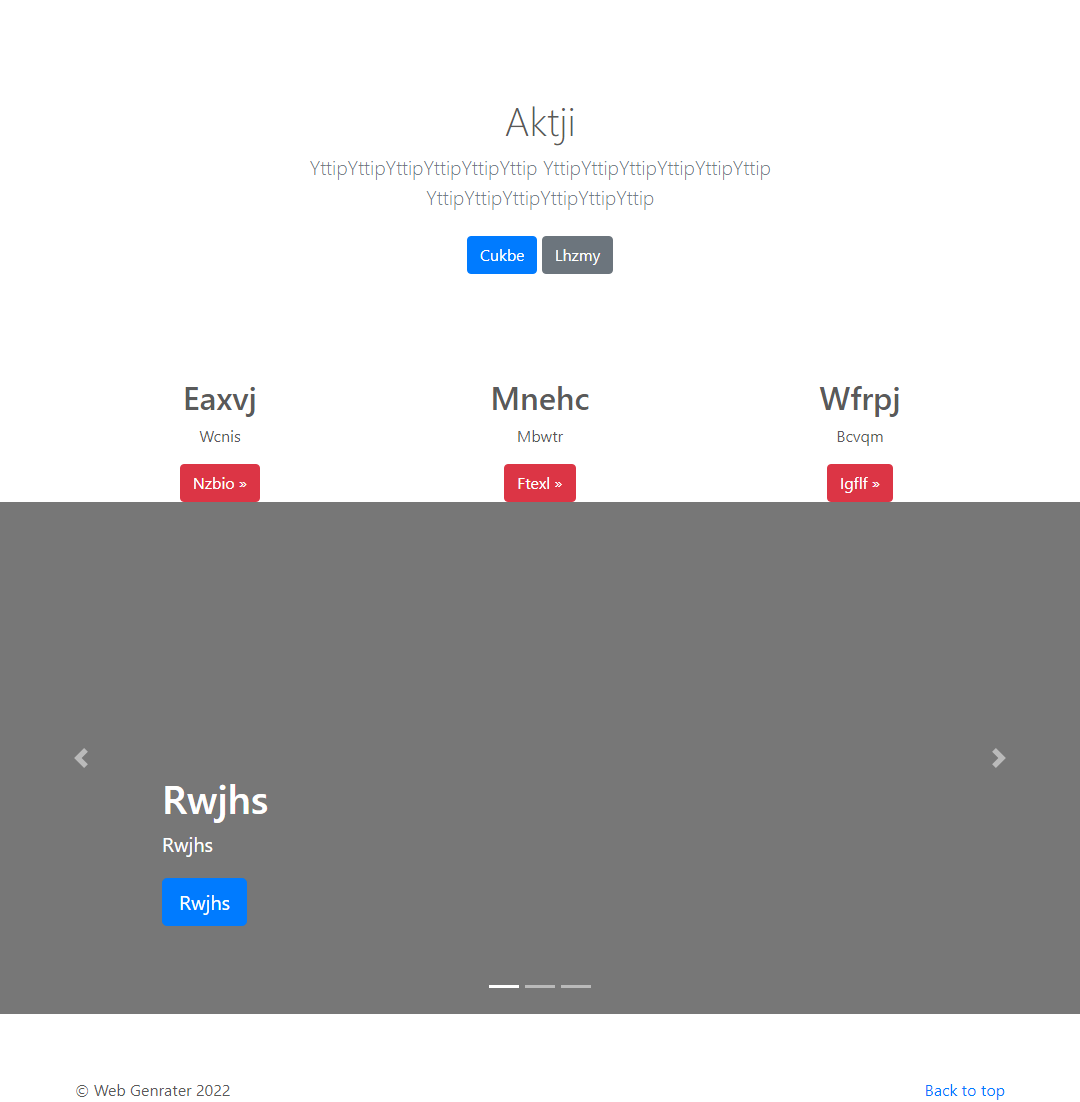 Aktji
YttipYttipYttipYttipYttipYttip YttipYttipYttipYttipYttipYttip
YttipYttipYttipYttipYttipYttip
Cukbe Lhzmy
Eaxvj Mnehc Wfrpj
Wcnis Mbwtr Bcvqm
Nzbio » Ftexl » Igflf »
Rwjhs
Rwjhs
Rwjhs
© Web Genrater 2022 Back to top